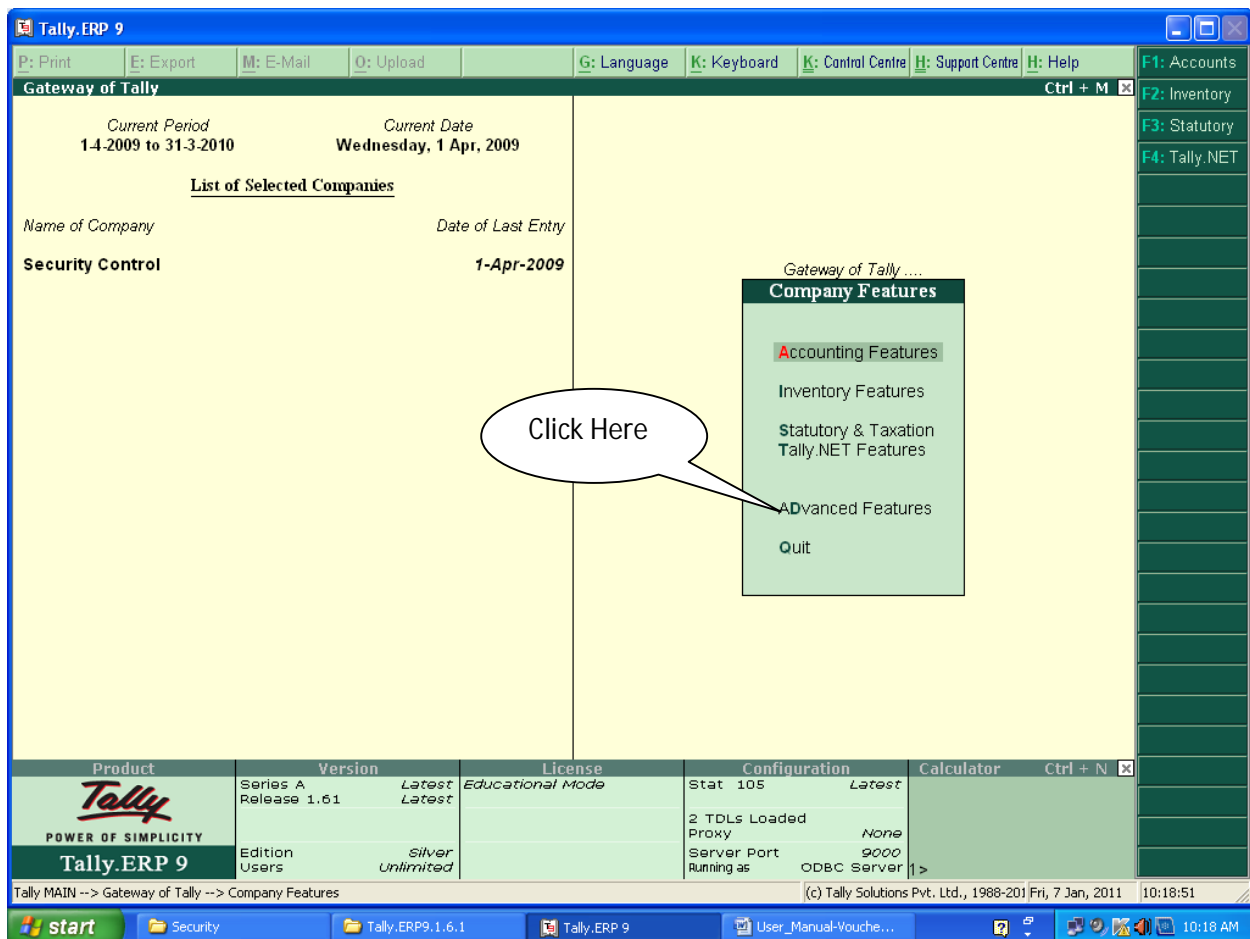 Tally.ERP 9
P: Print E: Export M: E-Mail O: Upload G: Language K: Keyboard K: Control Centre H: Support Centre H: Help
F1: Accounts
F2: Inventory
F3: Statutory
F4: Tally.NET
Gateway of Tally Ctrl + M
Current Period Current Date
1-4-2009 to 31-3-2010 Wednesday, 1 Apr, 2009
List of Selected Companies
Name of Company Date of Last Entry
Security Control 1-Apr-2009
Gateway of Tally ....
Company Features
Accounting Features
Inventory Features
Statutory & Taxation
Tally.NET Features
ADvanced Features
Quit
Click Here
Product Version License Configuration Calculator Ctrl + N
Tally
POWER OF SIMPLICITY
Tally.ERP 9
Series A Latest
Release 1.61 Latest
Edition Silver
Users Unlimited
Educational Mode
Stat 105 Latest
2 TDLs Loaded
Proxy None
Server Port 9000
Running as ODBC Server
1>
Tally MAIN --> Gateway of Tally --> Company Features (c) Tally Solutions Pvt. Ltd., 1988-201 Fri, 7 Jan, 2011 10:18:51
start Security Tally.ERP9.1.6.1 Tally.ERP 9 User_Manual-Vouche... 10:18 AM